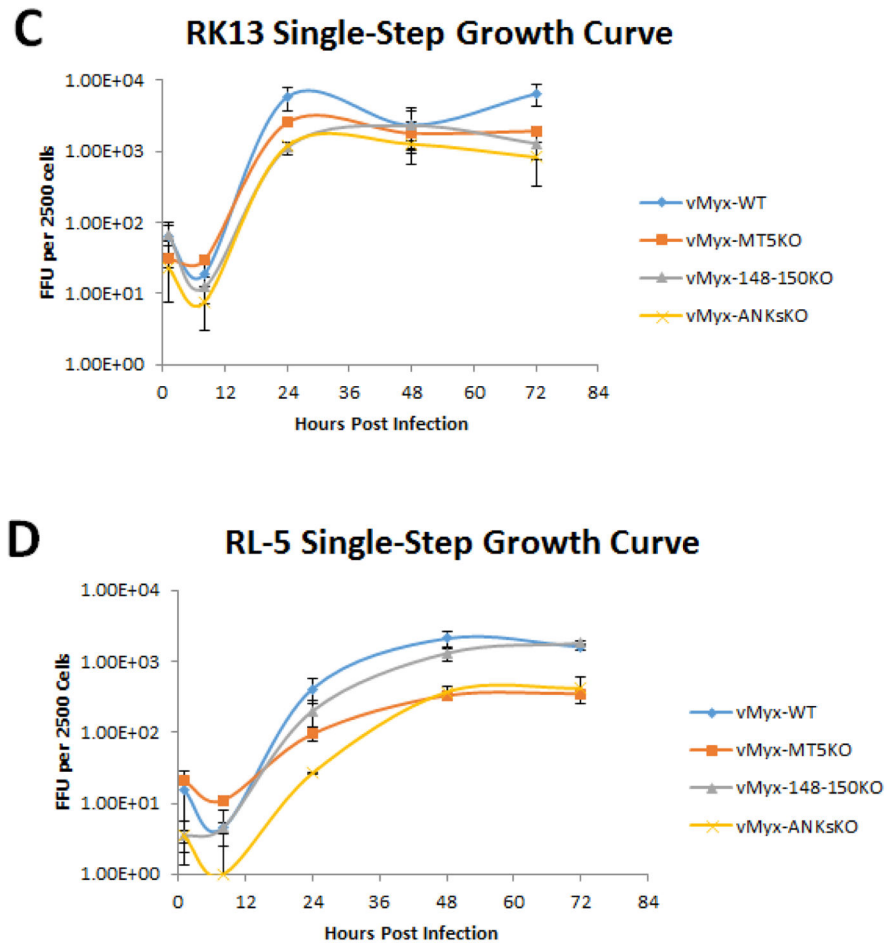 C
RK13 Single-Step Growth Curve
1.00E+04
1.00E+03
1.00E+02
1.00E+01
1.00E+00
FFU per 2500 cells
0 12 24 36 48 60 72 84
Hours Post Infection
vMyx-WT
vMyx-MT5KO
vMyx-148-150KO
vMyx-ANKsKO
D
RL-5 Single-Step Growth Curve
1.00E+04
1.00E+03
1.00E+02
1.00E+01
1.00E+00
FFU per 2500 Cells
0 12 24 36 48 60 72 84
Hours Post Infection
vMyx-WT
vMyx-MT5KO
vMyx-148-150KO
vMyx-ANKsKO